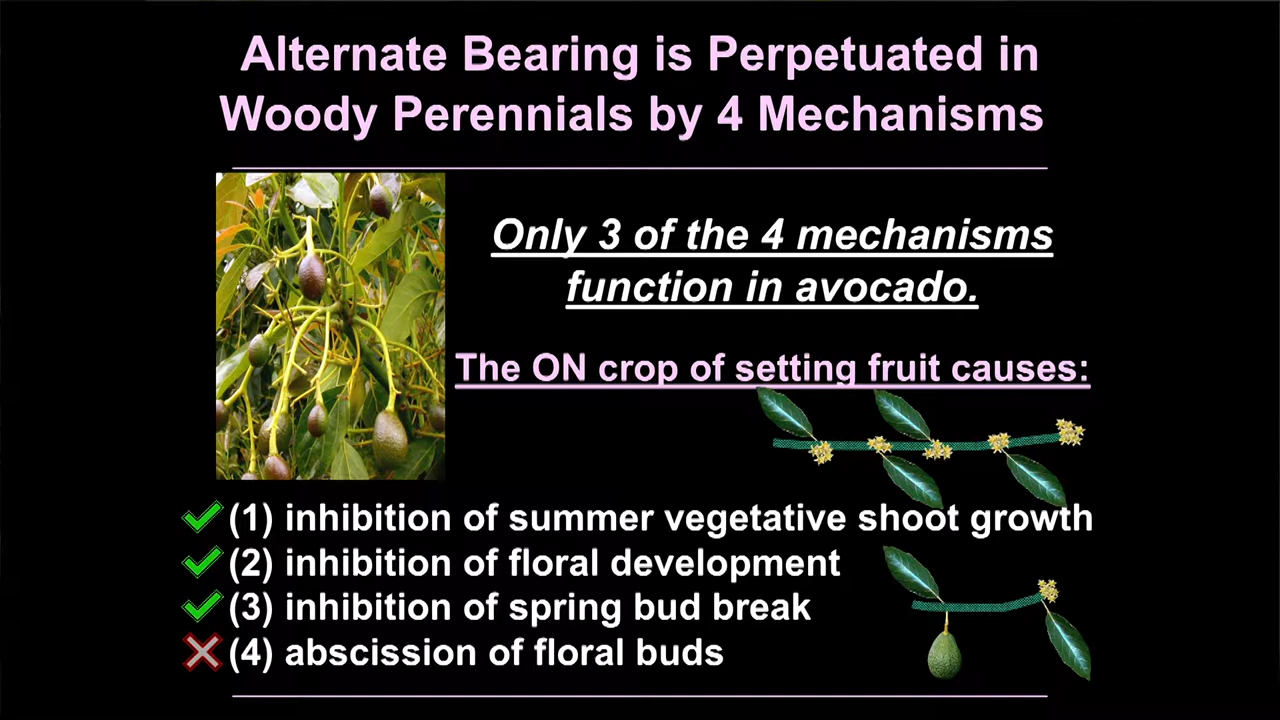 Alternate Bearing is Perpetuated in
Woody Perennials by 4 Mechanisms
Only 3 of the 4 mechanisms
function in avocado.
The ON crop of setting fruit causes:
(1) inhibition of summer vegetative shoot growth
(2) inhibition of floral development
(3) inhibition of spring bud break
(4) abscission of floral buds